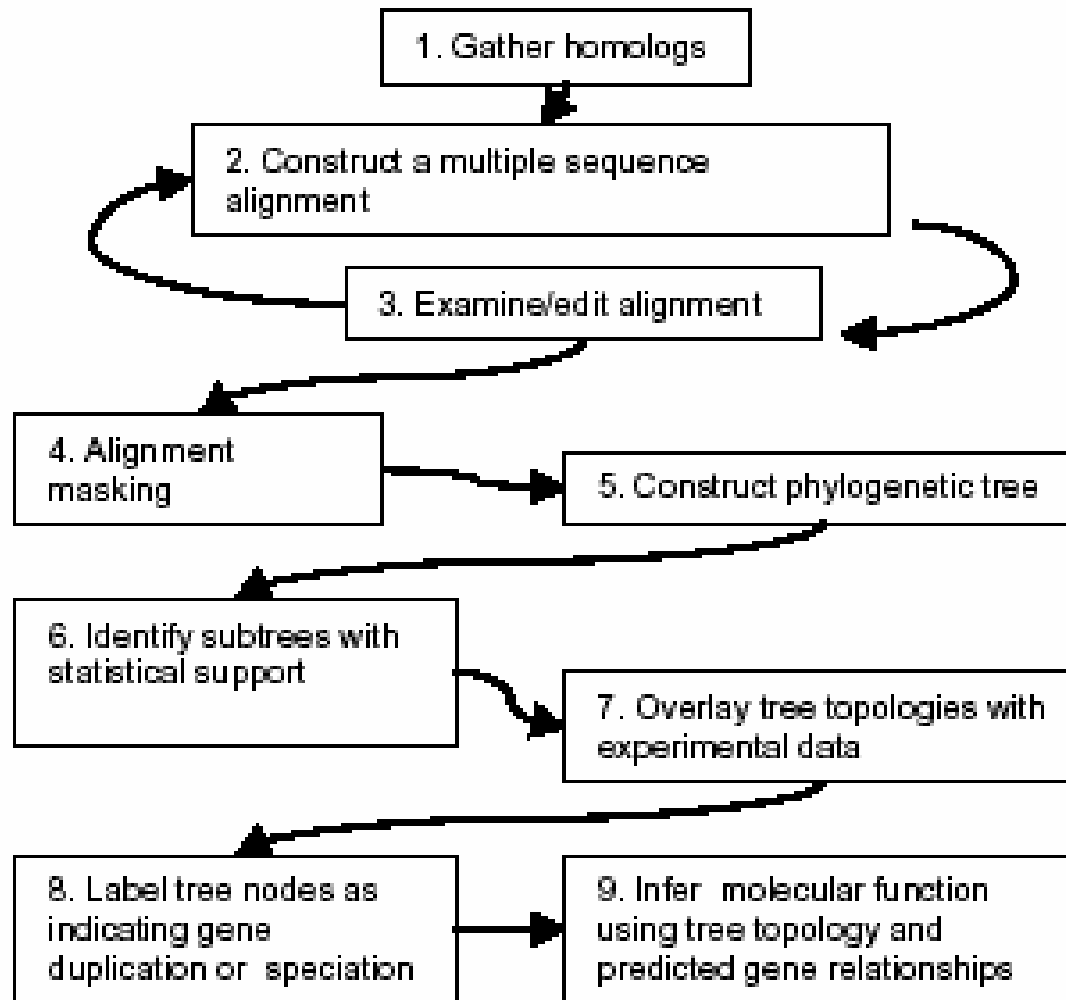 1. Gather homologs
2. Construct a multiple sequence
alignment
3. Examine/edit alignment
4. Alignment
masking
5. Construct phylogenetic tree
6. Identify subtrees with
statistical support
7. Overlay tree topologies with
experimental data
8. Label tree nodes as
indicating gene
duplication or speciation
9. Infer molecular function
using tree topology and
predicted gene relationships